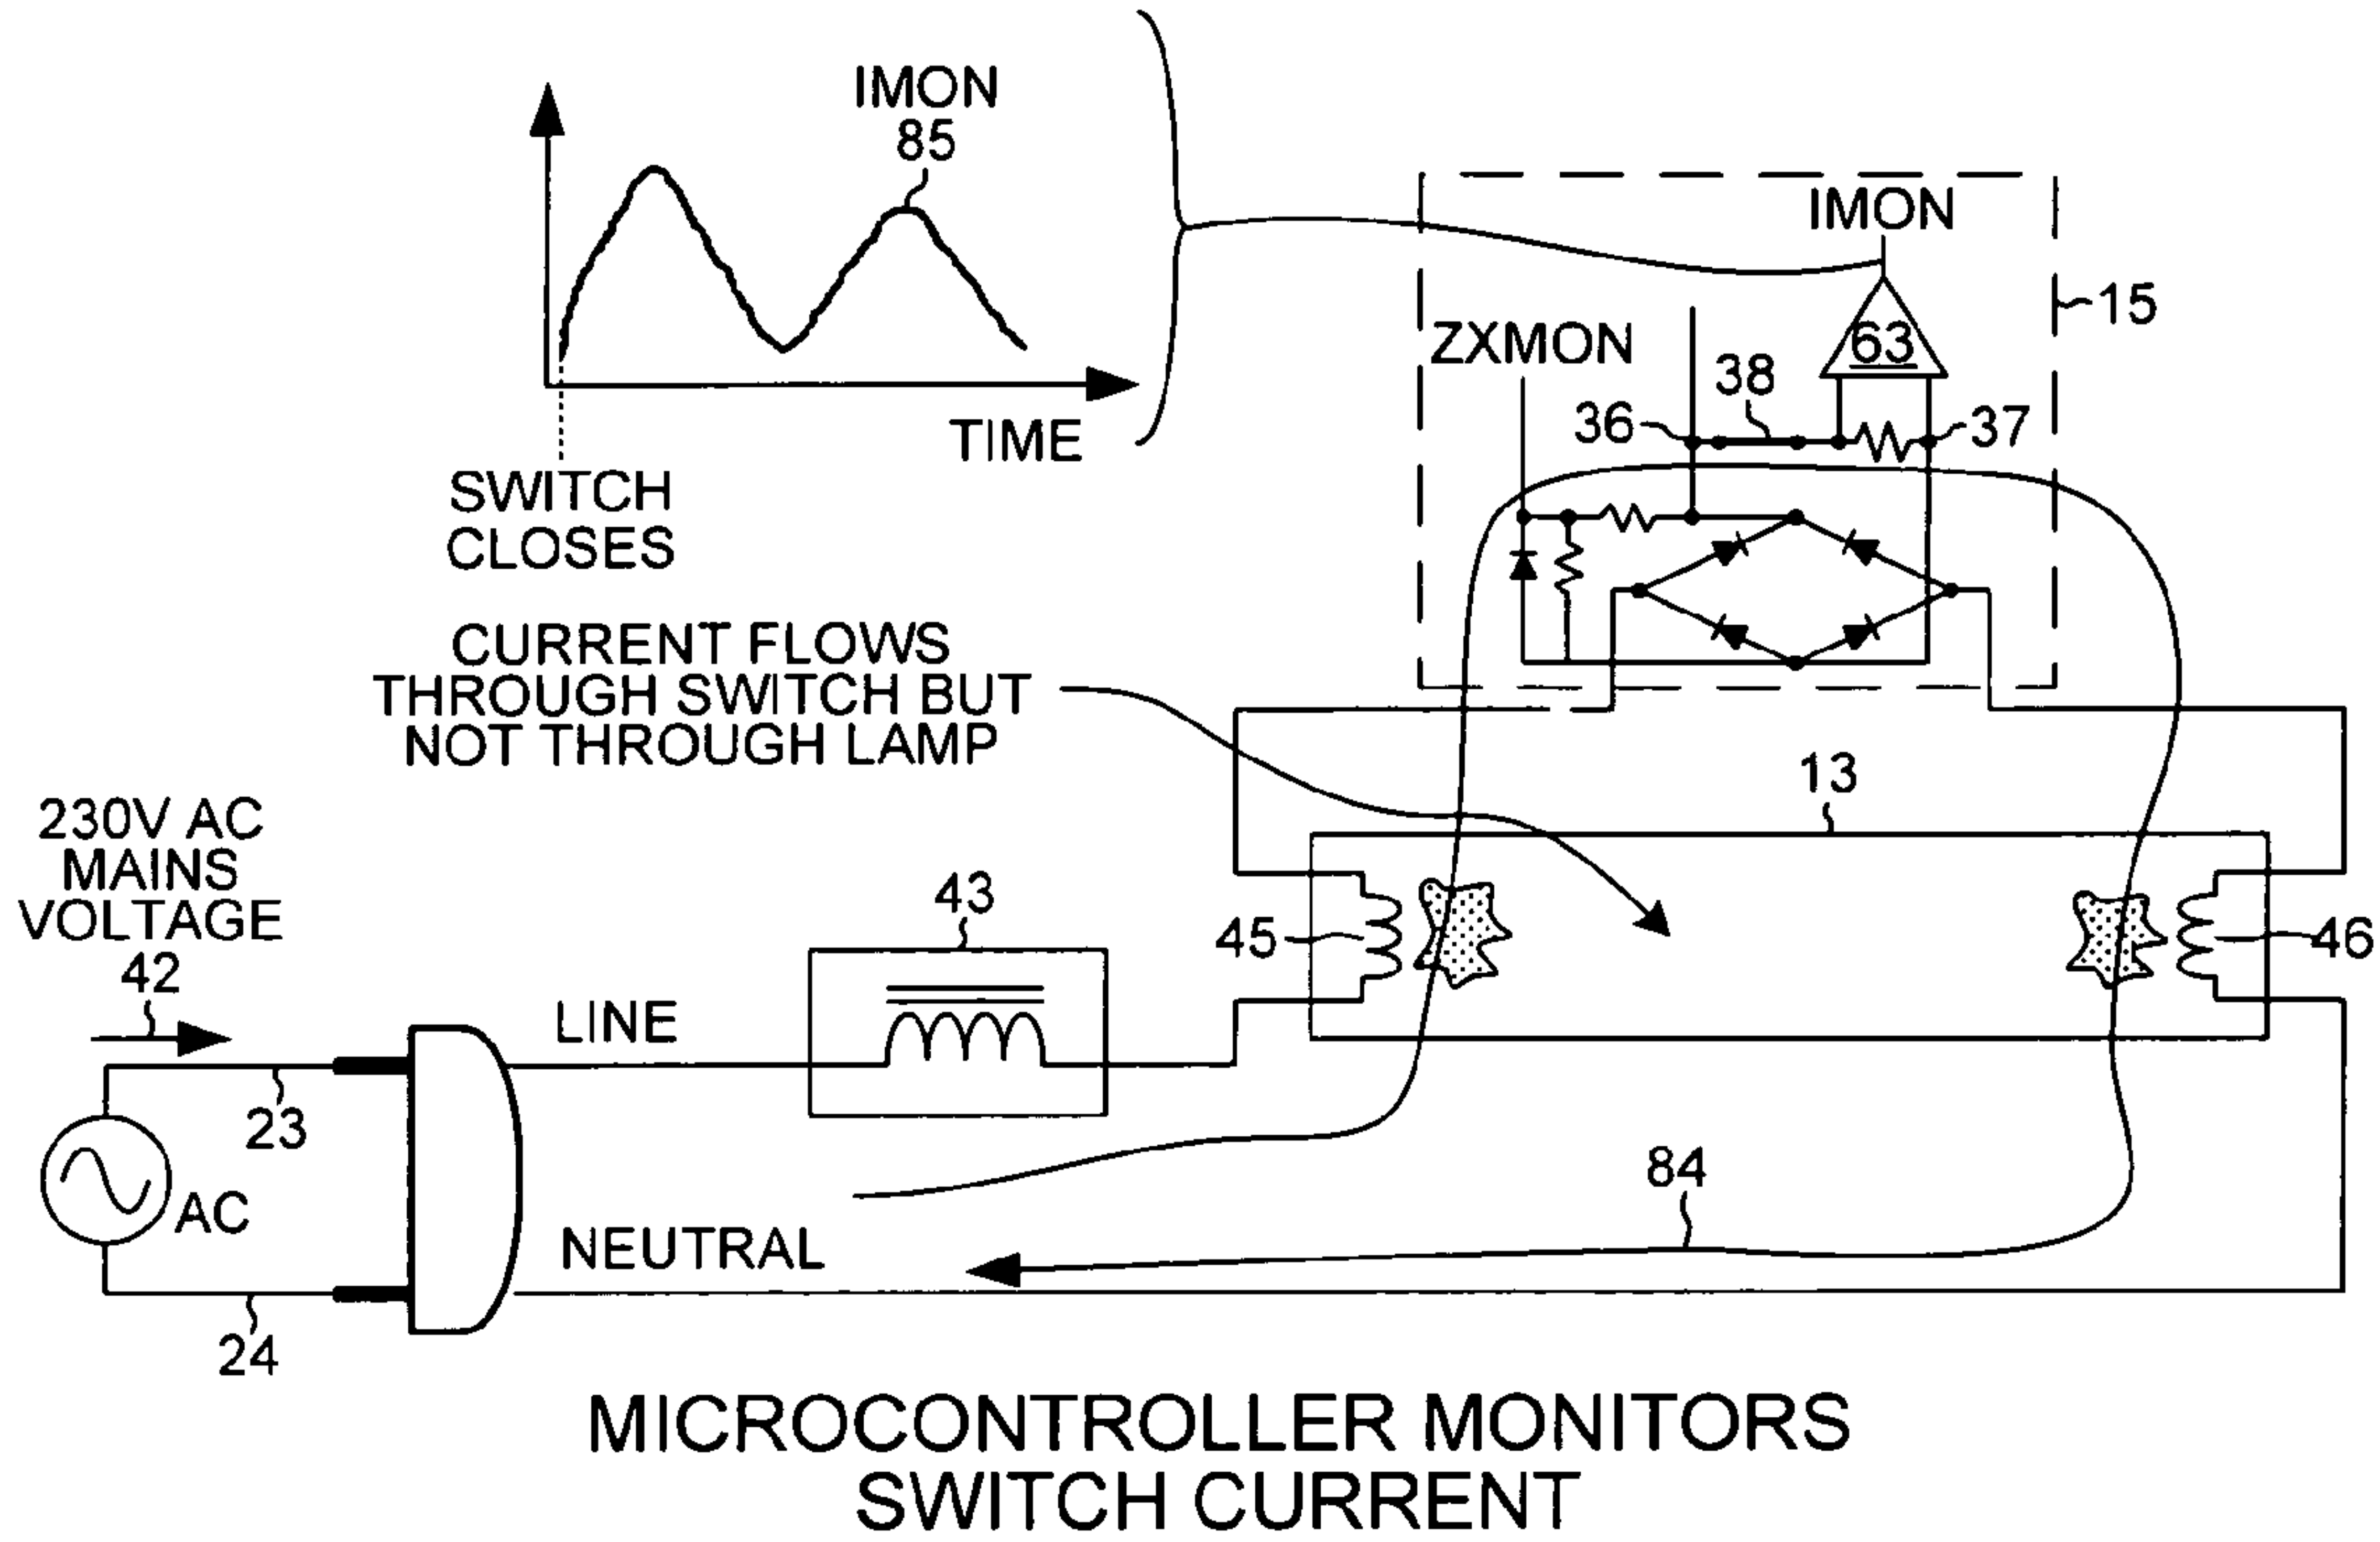 IMON
85
TIME
SWITCH
CLOSES
IMON
15
ZXMON
63
38
36
37
CURRENT FLOWS
THROUGH SWITCH BUT
NOT THROUGH LAMP
13
230V AC
MAINS
VOLTAGE
42
43
45
46
LINE
23
AC
84
NEUTRAL
24
MICROCONTROLLER MONITORS
SWITCH CURRENT